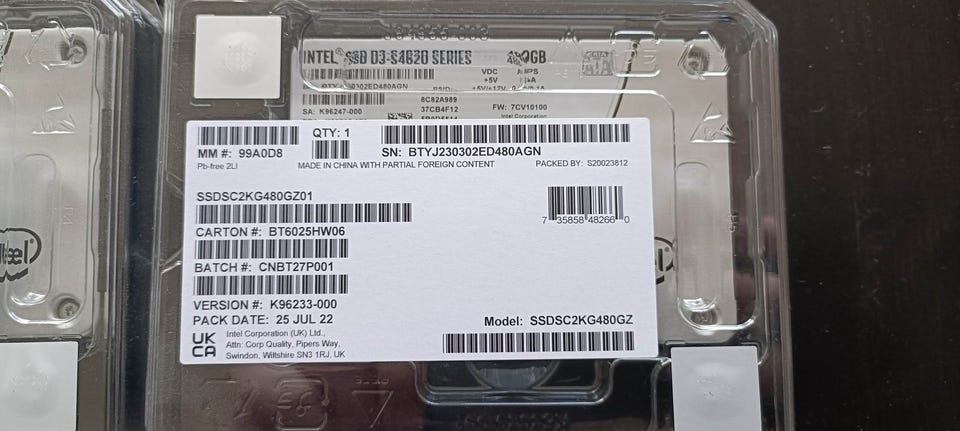 INTEL® SSD D3-S4620 SERIES
VDC AMPS
+5V
8C82A989
SA: K96247-000 37CB4F12 FW: 7CV10100
Intel Corporation
QTY: 1
MM #: 99A0D8 SN: BTYJ230302ED480AGN
Pb-free 2LI MADE IN CHINA WITH PARTIAL FOREIGN CONTENT PACKED BY: S20023812
SSDSC2KG480GZ01
7 35858 48266 0
CARTON #: BT6025HW06
BATCH #: CNBT27P001
VERSION #: K96233-000
PACK DATE: 25 JUL 22
Model: SSDSC2KG480GZ
UK
CA
Intel Corporation (UK) Ltd.,
Attn: Corp Quality, Pipers Way,
Swindon, Wiltshire SN3 1RJ, UK